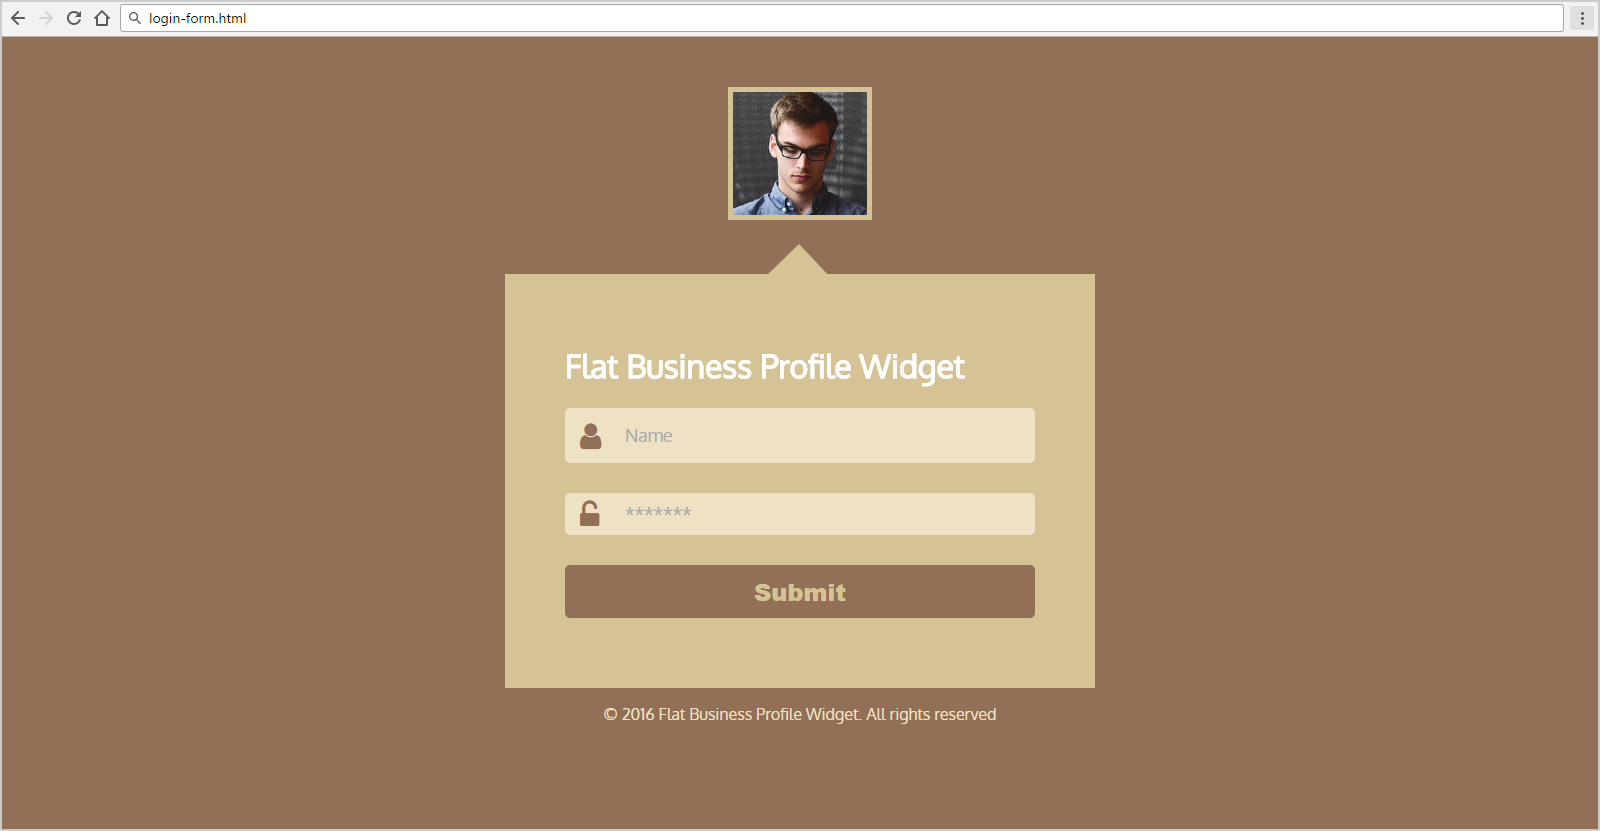 login-form.html
Flat Business Profile Widget
Name
*******
Submit
© 2016 Flat Business Profile Widget. All rights reserved